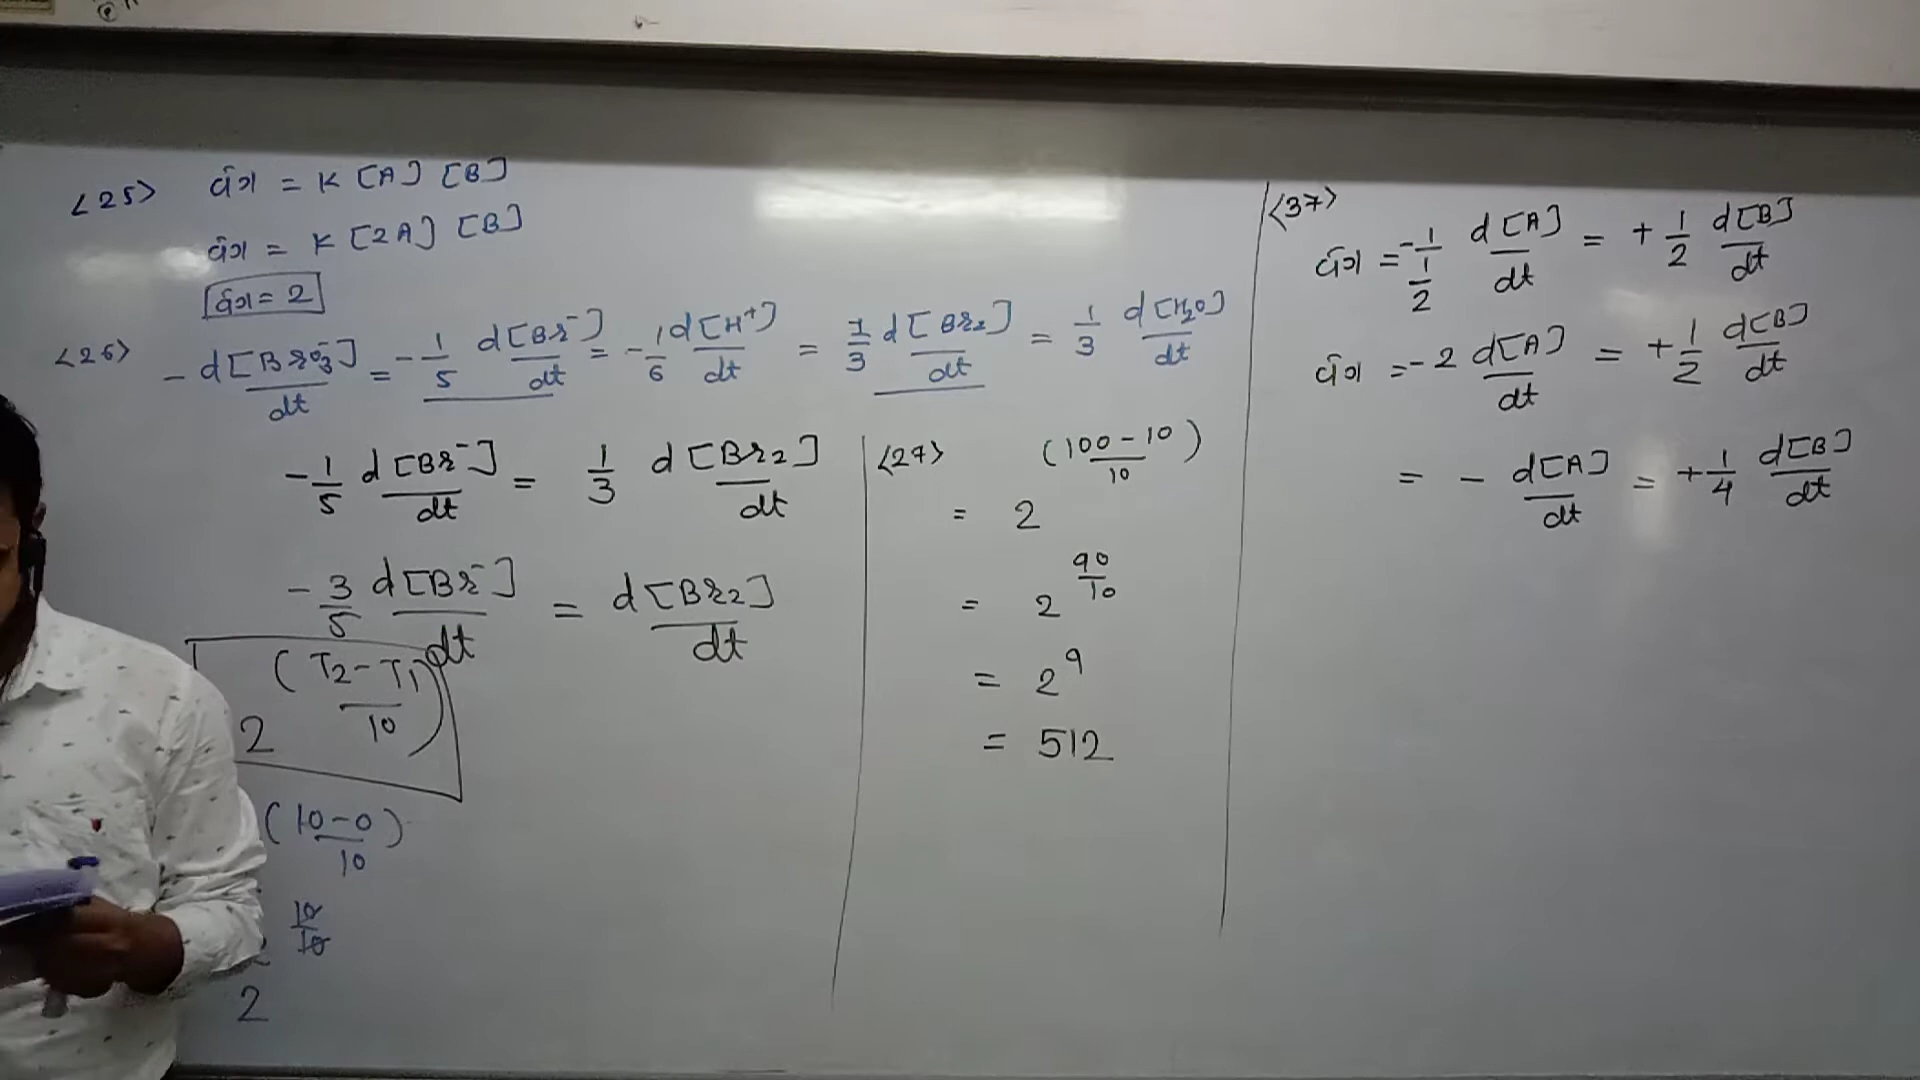 <25> વેગ = K [A] [B]
વેગ = K [2A] [B]
વેગ = 2
<26> - d[BrO₃⁻]/dt = - 1/5 d[Br⁻]/dt = - 1/6 d[H⁺]/dt = 1/3 d[Br₂]/dt = 1/3 d[H₂O]/dt
- 1/5 d[Br⁻]/dt = 1/3 d[Br₂]/dt
- 3/5 d[Br⁻]/dt = d[Br₂]/dt
2^((T₂-T₁)/10)
((10-0)/10)
10/10
2
<27>
= 2^((100-10)/10)
= 2^(90/10)
= 2⁹
= 512
<37>
વેગ = - 1/(1/2) d[A]/dt = + 1/2 d[B]/dt
વેગ = - 2 d[A]/dt = + 1/2 d[B]/dt
= - d[A]/dt = + 1/4 d[B]/dt